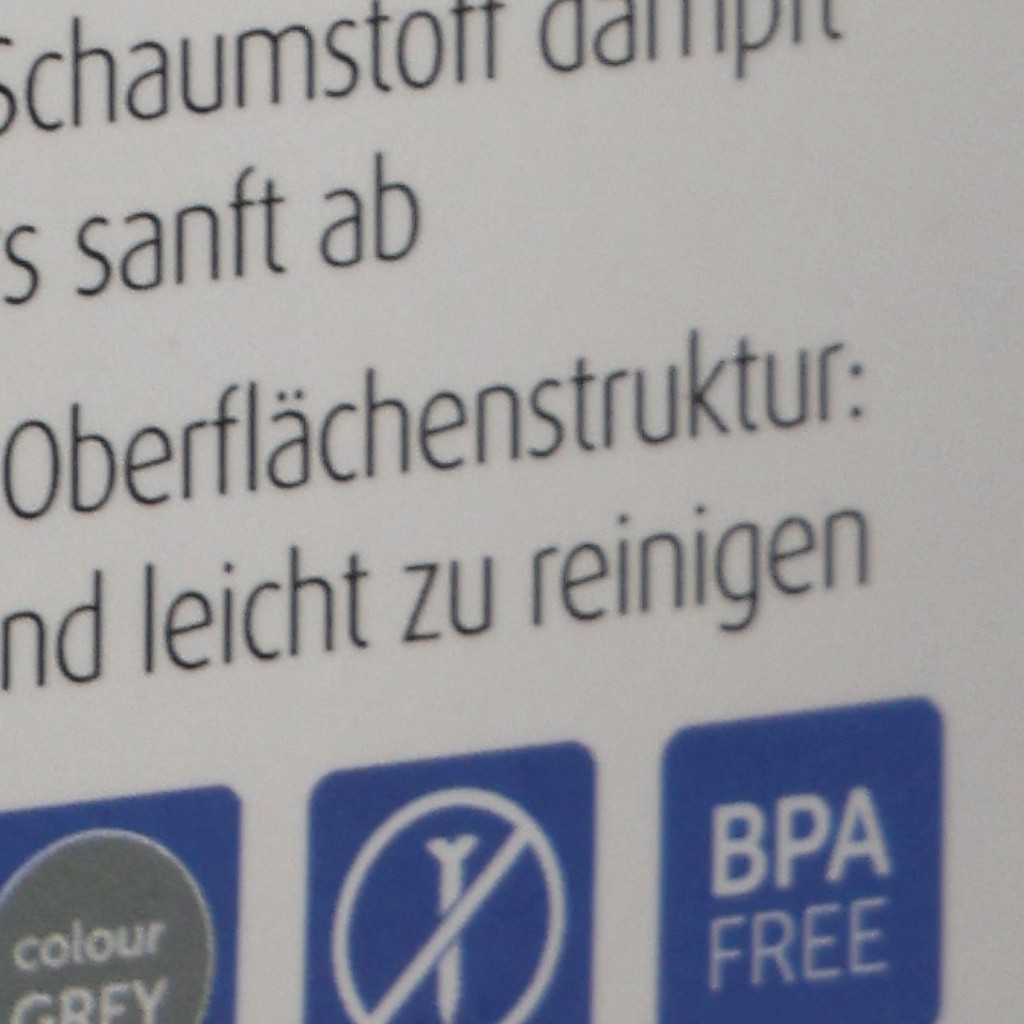 Schaumstoff dämpft
s sanft ab
Oberflächenstruktur:
nd leicht zu reinigen
colour
GREY
BPA
FREE